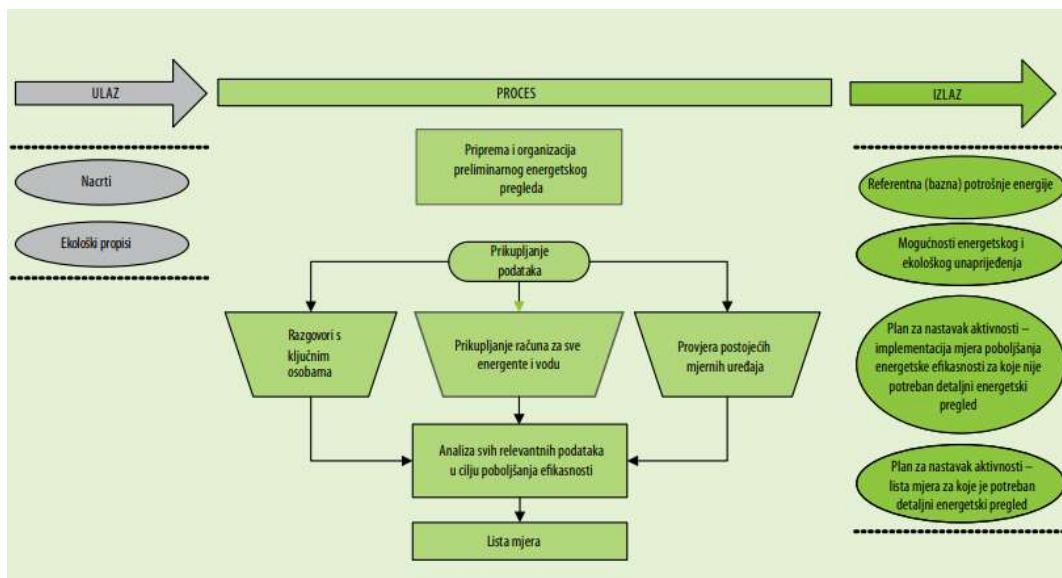 ULAZ
PROCES
IZLAZ
Nacrti
Ekološki propisi
Priprema i organizacija
preliminarnog energetskog
pregleda
Prikupljanje
podataka
Razgovori s
ključnim
osobama
Prikupljanje računa za sve
energente i vodu
Provjera postojećih
mjernih uređaja
Analiza svih relevantnih podataka
u cilju poboljšanja efikasnosti
Lista mjera
Referentna (bazna) potrošnje energije
Mogućnosti energetskog i
ekološkog unaprijeđenja
Plan za nastavak aktivnosti –
implementacija mjera poboljšanja
energetske efikasnosti za koje nije
potreban detaljni energetski
pregled
Plan za nastavak aktivnosti –
lista mjera za koje je potreban
detaljni energetski pregled